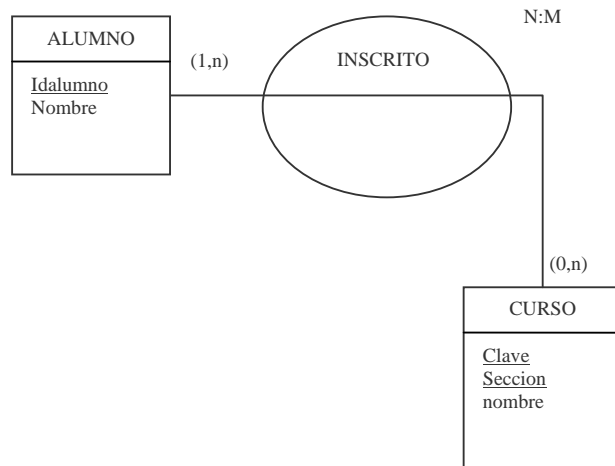 N:M
ALUMNO
(1,n)
INSCRITO
Idalumno
Nombre
(0,n)
CURSO
Clave
Seccion
nombre